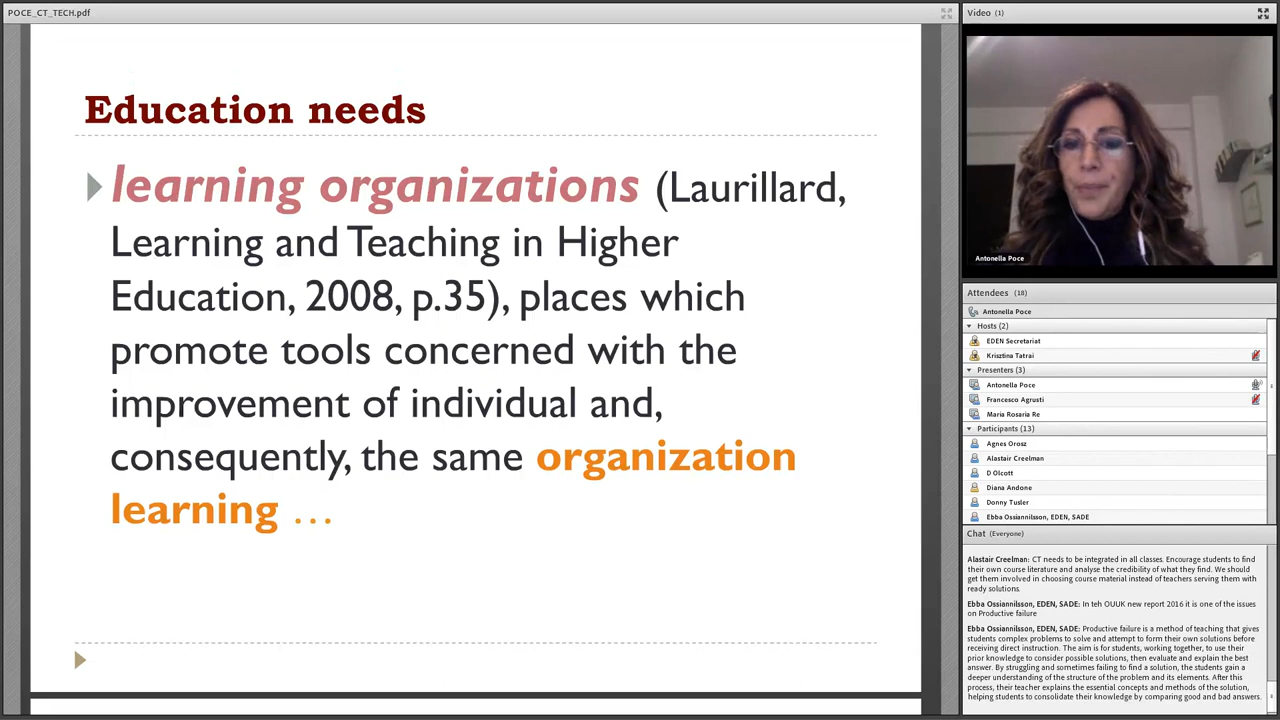 POCE_CT_TECH.pdf
Education needs
learning organizations (Laurillard,
Learning and Teaching in Higher
Education, 2008, p.35), places which
promote tools concerned with the
improvement of individual and,
consequently, the same organization
learning ...
Video (1)
Antonella Poce
Attendees (18)
Antonella Poce
Hosts (2)
EDEN Secretariat
Krisztina Tatrai
Presenters (3)
Antonella Poce
Francesco Agrusti
Maria Rosaria Re
Participants (13)
Agnes Orosz
Alastair Creelman
D Olcott
Diana Andone
Donny Tusler
Ebba Ossiannilsson, EDEN, SADE
Chat (Everyone)
Alastair Creelman: CT needs to be integrated in all classes. Encourage students to find
their own course literature and analyse the credibility of what they find. We should
get them involved in choosing course material instead of teachers serving them with
ready solutions.
Ebba Ossiannilsson, EDEN, SADE: In teh OUUK new report 2016 it is one of the issues
on Productive failure
Ebba Ossiannilsson, EDEN, SADE: Productive failure is a method of teaching that gives
students complex problems to solve and attempt to form their own solutions before
receiving direct instruction. The aim is for students, working together, to use their
prior knowledge to consider possible solutions, then evaluate and explain the best
answer. By struggling and sometimes failing to find a solution, the students gain a
deeper understanding of the structure of the problem and its elements. After this
process, their teacher explains the essential concepts and methods of the solution,
helping students to consolidate their knowledge by comparing good and bad answers.